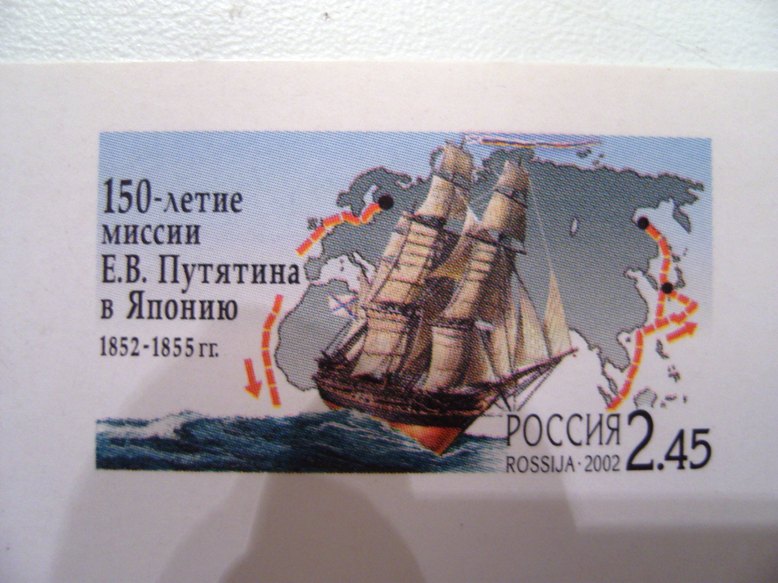 150-летие
миссии
Е.В. Путятина
в Японию
1852-1855 гг.
РОССИЯ 2.45
ROSSIJA·2002